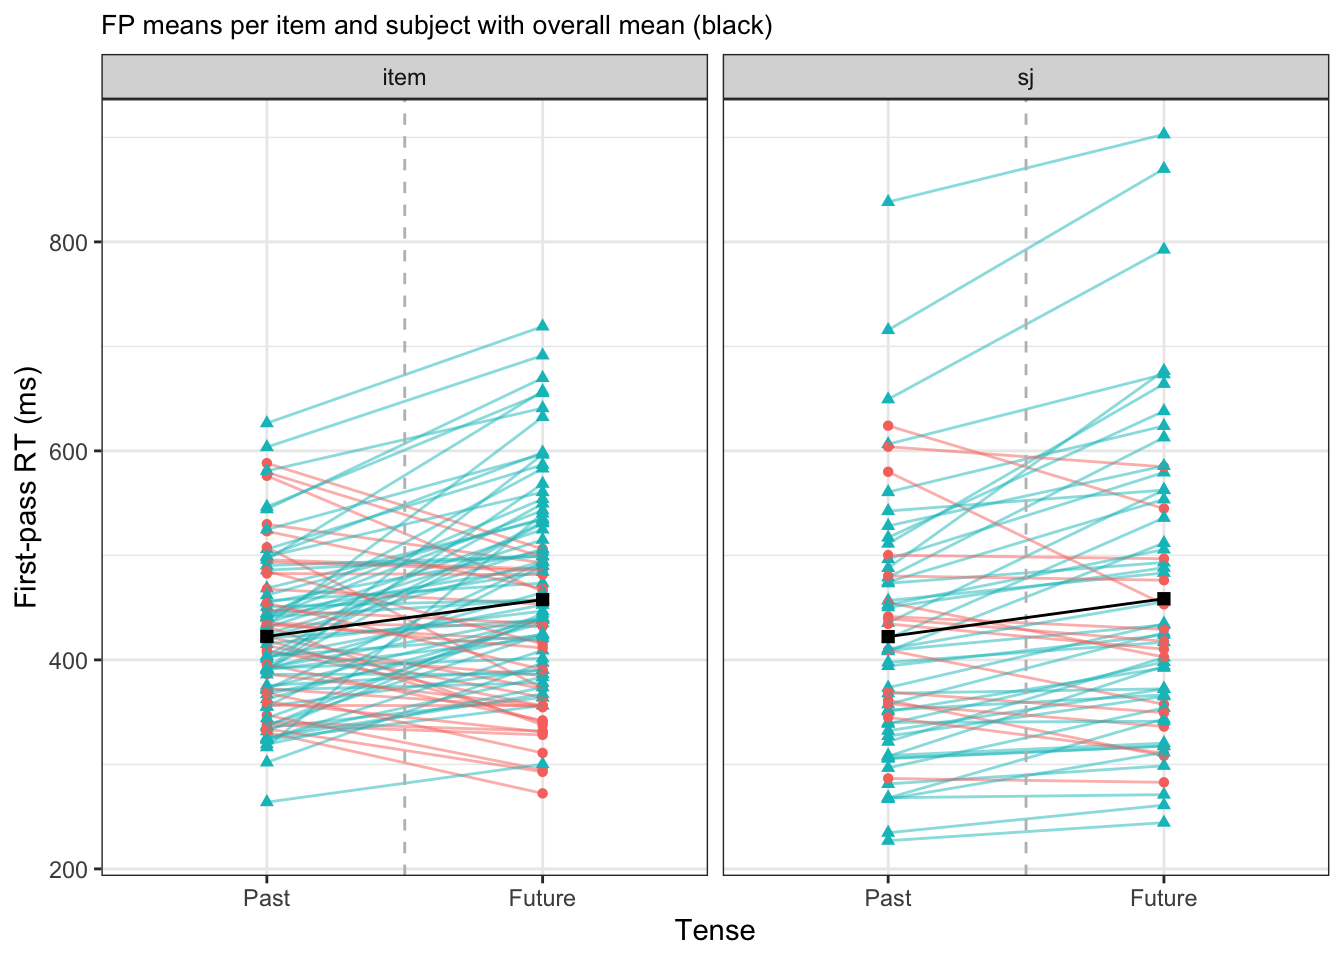 FP means per item and subject with overall mean (black)
item
sj
First-pass RT (ms)
800
600
400
200
Past
Future
Past
Future
Tense